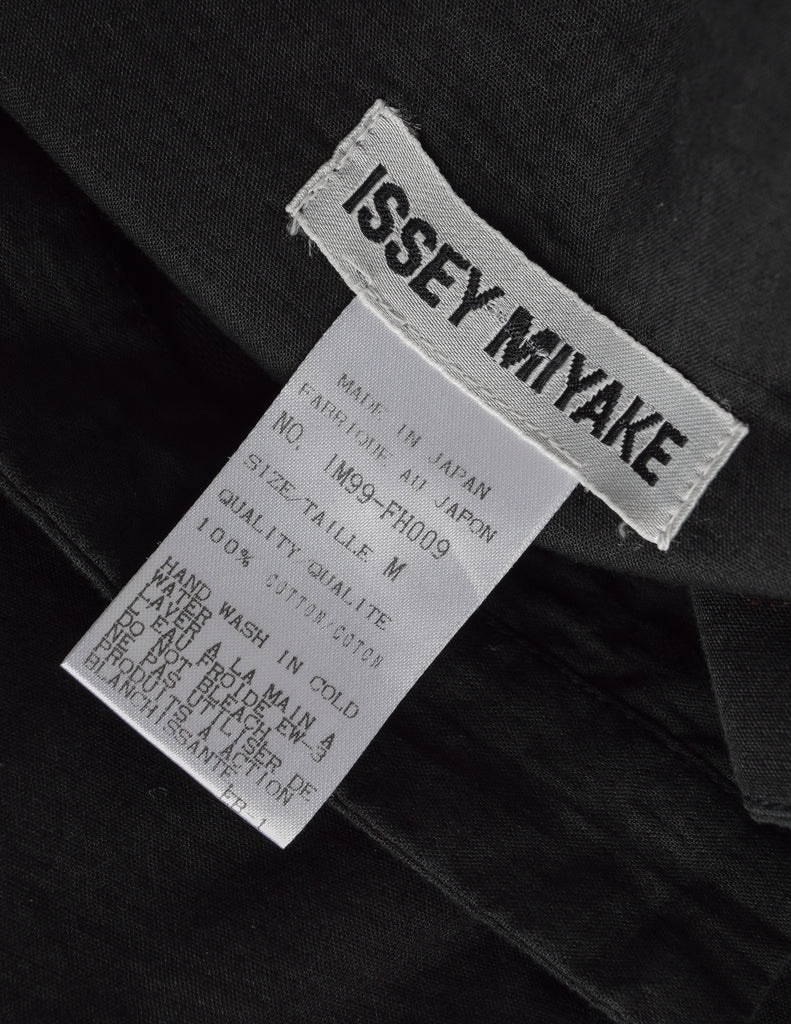 ISSEY MIYAKE
MADE IN JAPAN
FABRIQUE AU JAPON
NO. IM99-FH009
SIZE/TAILLE M
QUALITY/QUALITE
100% COTTON/COTON
HAND WASH IN COLD
WATER
LAVER A LA MAIN A
L EAU FROIDE EW-3
DO NOT BLEACH
NE PAS UTILISER DE
PRODUITS A ACTION
BLANCHISSANTE EB-1